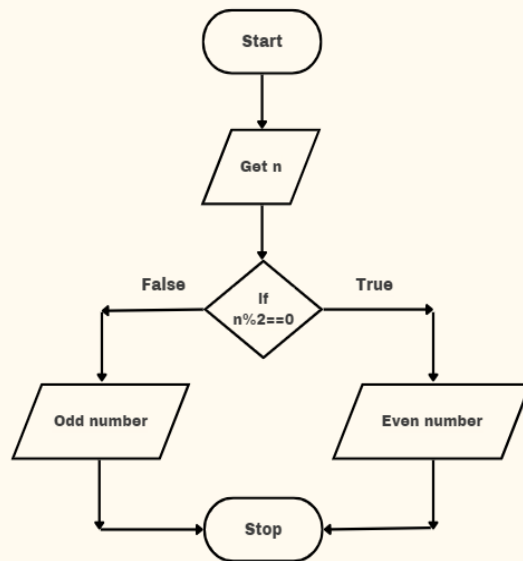 Start
Get n
False
True
If
n%2==0
Odd number
Even number
Stop